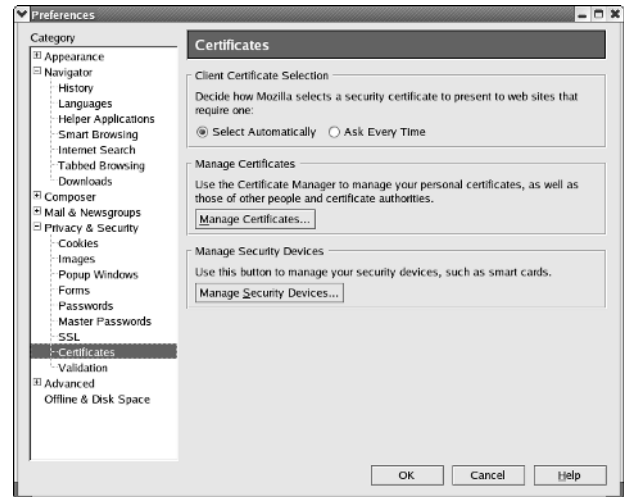 Preferences
Category
Appearance
Navigator
History
Languages
Helper Applications
Smart Browsing
Internet Search
Tabbed Browsing
Downloads
Composer
Mail & Newsgroups
Privacy & Security
Cookies
Images
Popup Windows
Forms
Passwords
Master Passwords
SSL
Certificates
Validation
Advanced
Offline & Disk Space
Certificates
Client Certificate Selection
Decide how Mozilla selects a security certificate to present to web sites that
require one:
Select Automatically Ask Every Time
Manage Certificates
Use the Certificate Manager to manage your personal certificates, as well as
those of other people and certificate authorities.
Manage Certificates...
Manage Security Devices
Use this button to manage your security devices, such as smart cards.
Manage Security Devices...
OK Cancel Help